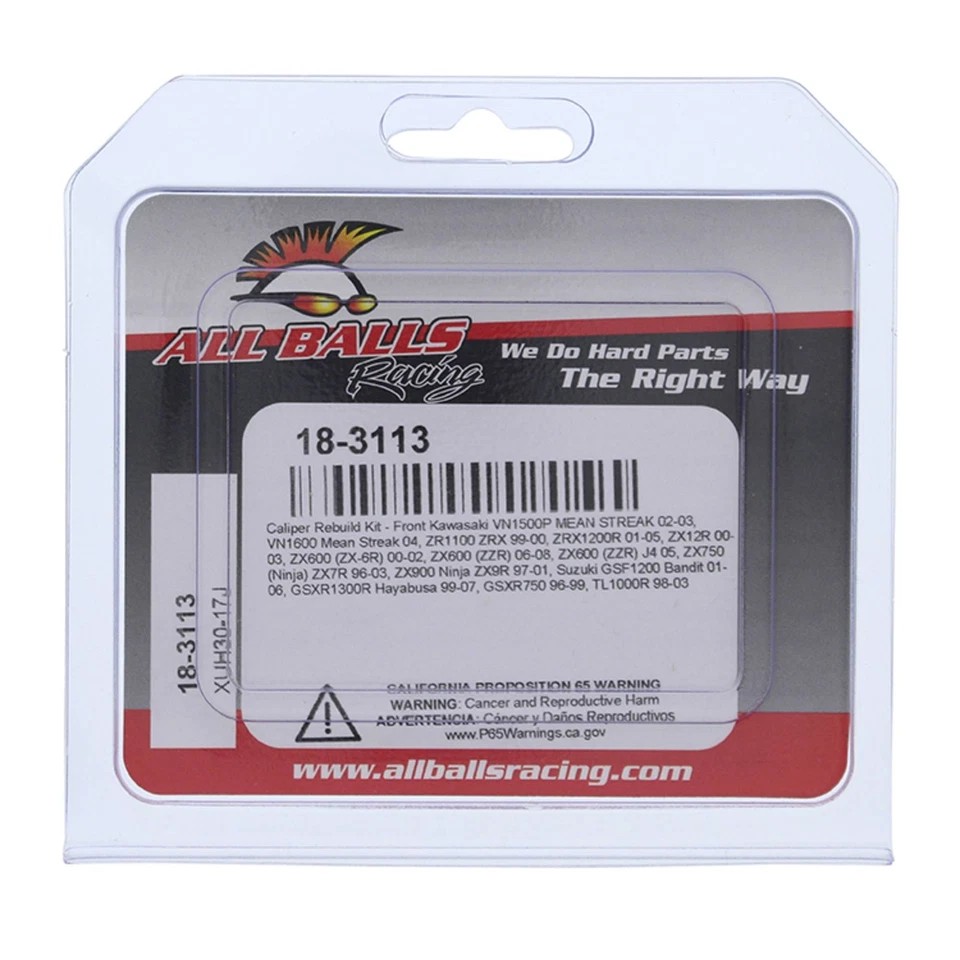 ALL BALLS
Racing
We Do Hard Parts
The Right Way
18-3113
Caliper Rebuild Kit - Front Kawasaki VN1500P MEAN STREAK 02-03,
VN1600 Mean Streak 04, ZR1100 ZRX 99-00, ZRX1200R 01-05, ZX12R 00-
03, ZX600 (ZX-6R) 00-02, ZX600 (ZZR) 06-08, ZX600 (ZZR) J4 05, ZX750
(Ninja) ZX7R 96-03, ZX900 Ninja ZX9R 97-01, Suzuki GSF1200 Bandit 01-
06, GSXR1300R Hayabusa 99-07, GSXR750 96-99, TL1000R 98-03
18-3113
XUH30-17J
CALIFORNIA PROPOSITION 65 WARNING
WARNING: Cancer and Reproductive Harm
ADVERTENCIA: Cáncer y Daños Reproductivos
www.P65Warnings.ca.gov
www.allballsracing.com